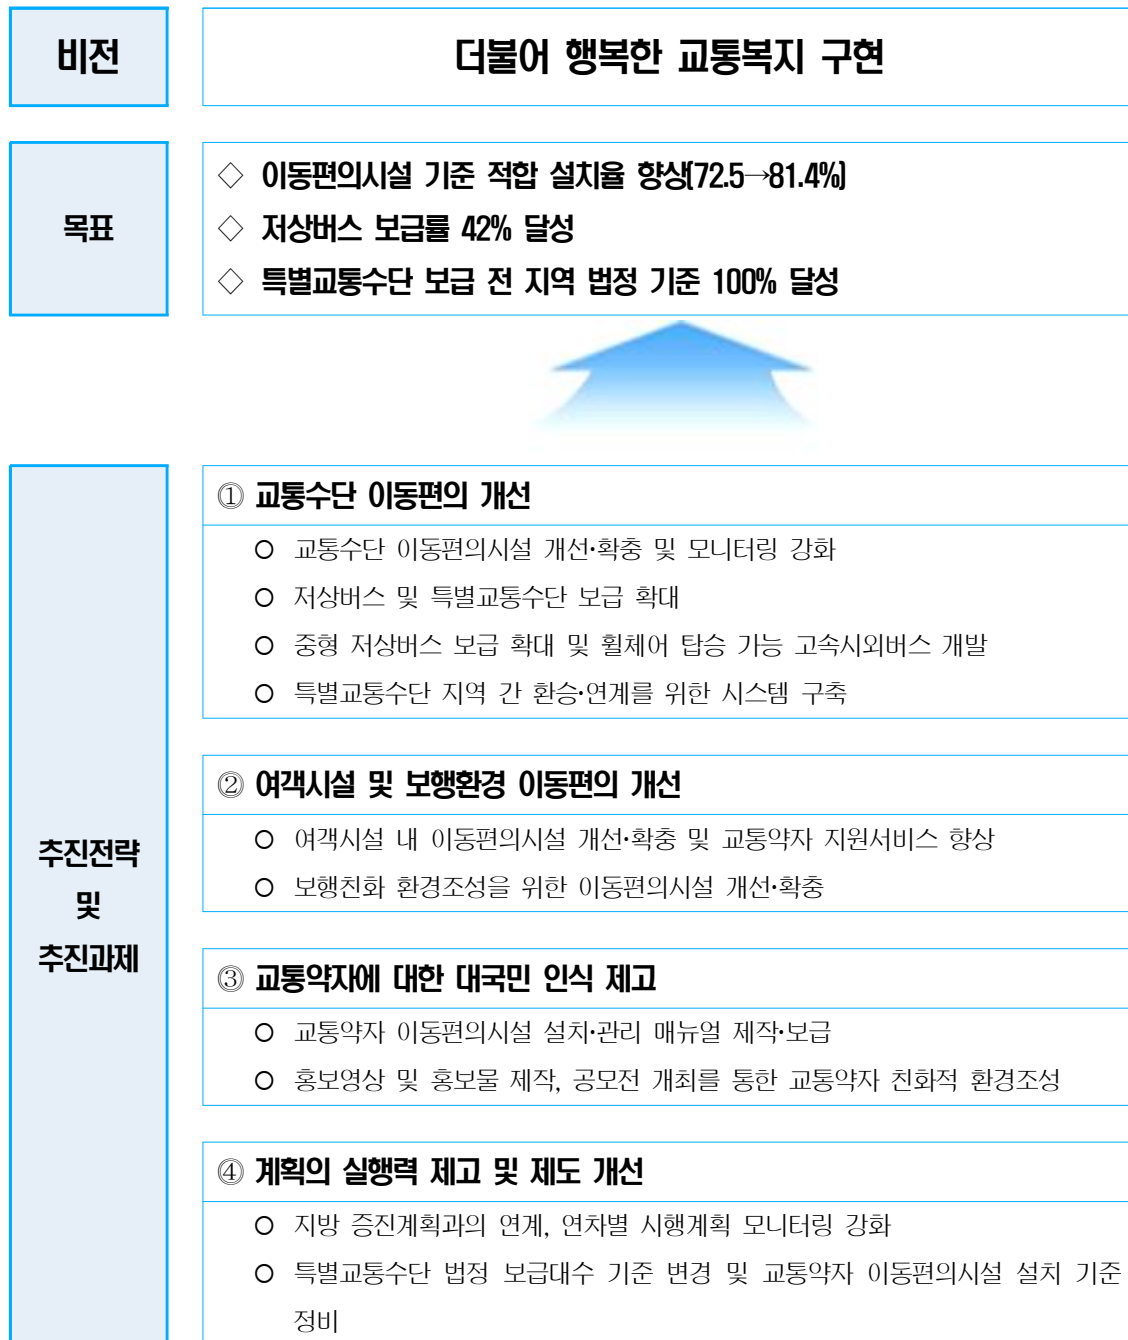 비전
더불어 행복한 교통복지 구현
목표
◇ 이동편의시설 기준 적합 설치율 향상(72.5→81.4%)
◇ 저상버스 보급률 42% 달성
◇ 특별교통수단 보급 전 지역 법정 기준 100% 달성
추진전략
및
추진과제
① 교통수단 이동편의 개선
○ 교통수단 이동편의시설 개선·확충 및 모니터링 강화
○ 저상버스 및 특별교통수단 보급 확대
○ 중형 저상버스 보급 확대 및 휠체어 탑승 가능 고속시외버스 개발
○ 특별교통수단 지역 간 환승·연계를 위한 시스템 구축
② 여객시설 및 보행환경 이동편의 개선
○ 여객시설 내 이동편의시설 개선·확충 및 교통약자 지원서비스 향상
○ 보행친화 환경조성을 위한 이동편의시설 개선·확충
③ 교통약자에 대한 대국민 인식 제고
○ 교통약자 이동편의시설 설치·관리 매뉴얼 제작·보급
○ 홍보영상 및 홍보물 제작, 공모전 개최를 통한 교통약자 친화적 환경조성
④ 계획의 실행력 제고 및 제도 개선
○ 지방 증진계획과의 연계, 연차별 시행계획 모니터링 강화
○ 특별교통수단 법정 보급대수 기준 변경 및 교통약자 이동편의시설 설치 기준
정비